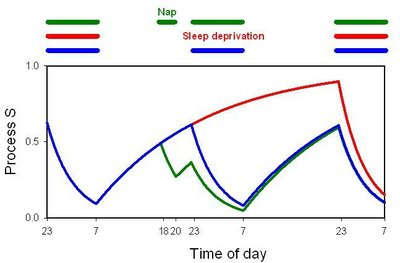 Nap
Sleep deprivation
1.0
0.5
0.0
Process S
23 7 18 20 23 7 23 7
Time of day